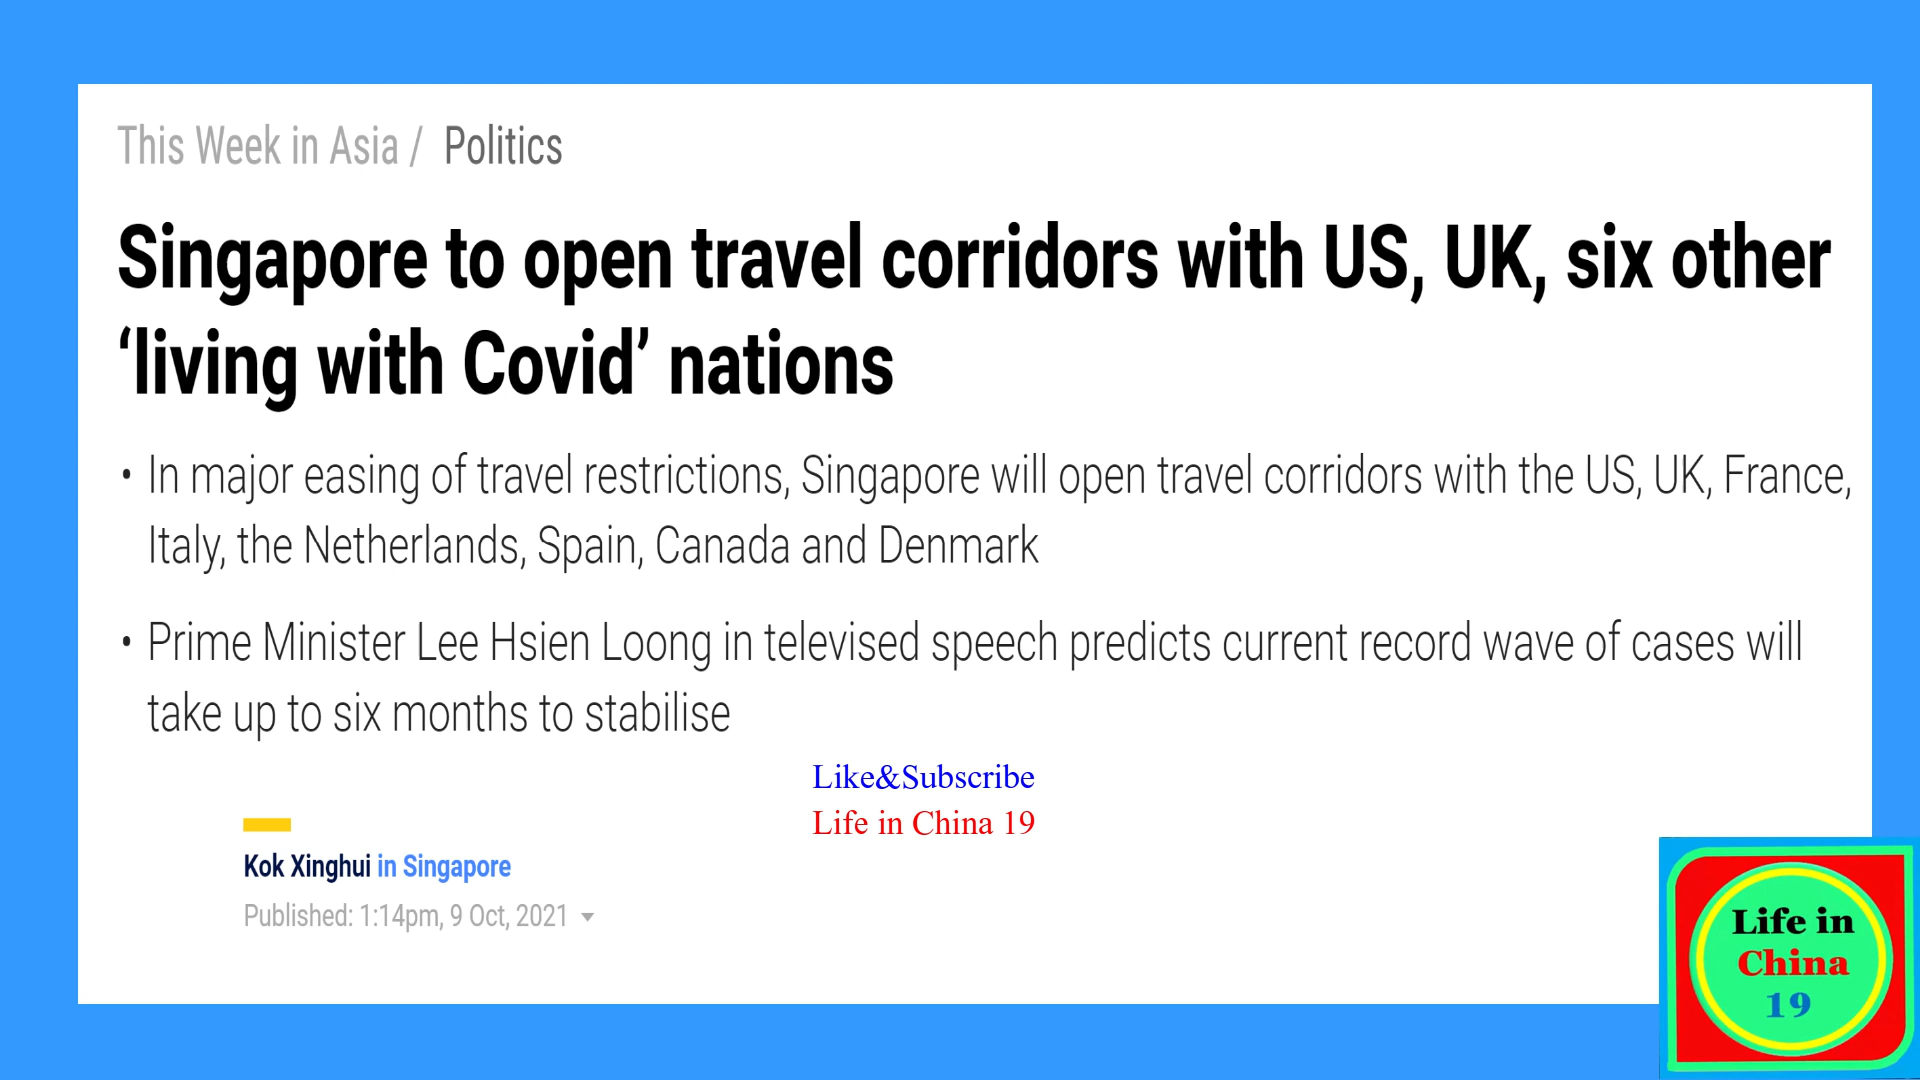 This Week in Asia / Politics
Singapore to open travel corridors with US, UK, six other
‘living with Covid’ nations
• In major easing of travel restrictions, Singapore will open travel corridors with the US, UK, France,
Italy, the Netherlands, Spain, Canada and Denmark
• Prime Minister Lee Hsien Loong in televised speech predicts current record wave of cases will
take up to six months to stabilise
Like&Subscribe
Life in China 19
Kok Xinghui in Singapore
Published: 1:14pm, 9 Oct, 2021
Life in
China
19